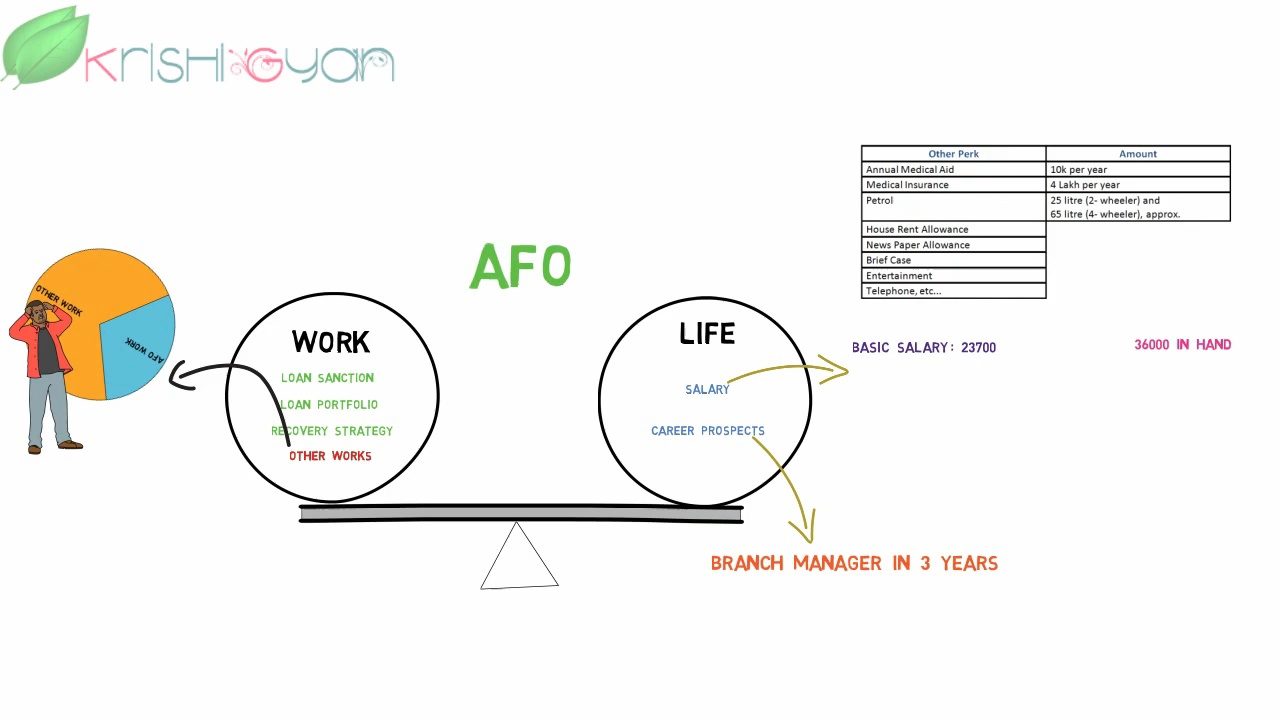 KrishiGyan
Other Perk Amount
Annual Medical Aid 10k per year
Medical Insurance 4 Lakh per year
Petrol 25 litre (2- wheeler) and
65 litre (4- wheeler), approx.
House Rent Allowance
News Paper Allowance
Brief Case
Entertainment
Telephone, etc...
AFO
OTHER WORK
AFO WORK
WORK
LOAN SANCTION
LOAN PORTFOLIO
RECOVERY STRATEGY
OTHER WORKS
LIFE
SALARY
CAREER PROSPECTS
BASIC SALARY: 23700
36000 IN HAND
BRANCH MANAGER IN 3 YEARS